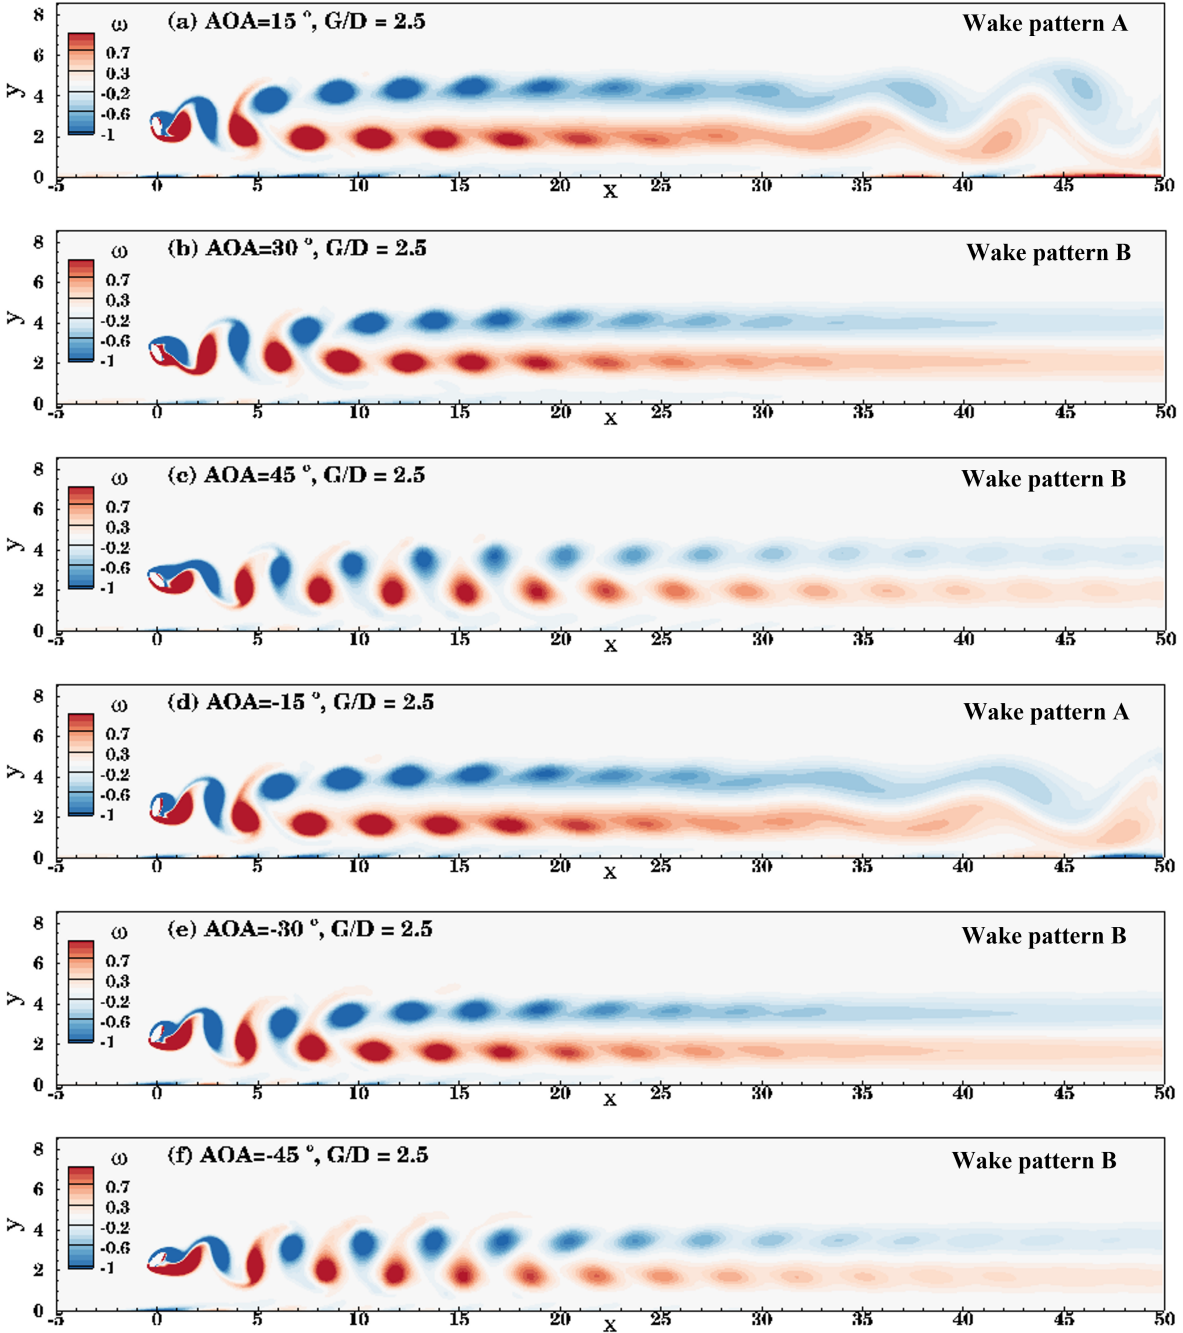 (a) AOA=15 °, G/D = 2.5
Wake pattern A
ω
0.7
0.3
-0.2
-0.6
-1
y
8
6
4
2
0
-5 0 5 10 15 20 25 30 35 40 45 50
x
(b) AOA=30 °, G/D = 2.5
Wake pattern B
ω
0.7
0.3
-0.2
-0.6
-1
y
8
6
4
2
0
-5 0 5 10 15 20 25 30 35 40 45 50
x
(c) AOA=45 °, G/D = 2.5
Wake pattern B
ω
0.7
0.3
-0.2
-0.6
-1
y
8
6
4
2
0
-5 0 5 10 15 20 25 30 35 40 45 50
x
(d) AOA=-15 °, G/D = 2.5
Wake pattern A
ω
0.7
0.3
-0.2
-0.6
-1
y
8
6
4
2
0
-5 0 5 10 15 20 25 30 35 40 45 50
x
(e) AOA=-30 °, G/D = 2.5
Wake pattern B
ω
0.7
0.3
-0.2
-0.6
-1
y
8
6
4
2
0
-5 0 5 10 15 20 25 30 35 40 45 50
x
(f) AOA=-45 °, G/D = 2.5
Wake pattern B
ω
0.7
0.3
-0.2
-0.6
-1
y
8
6
4
2
0
-5 0 5 10 15 20 25 30 35 40 45 50
x